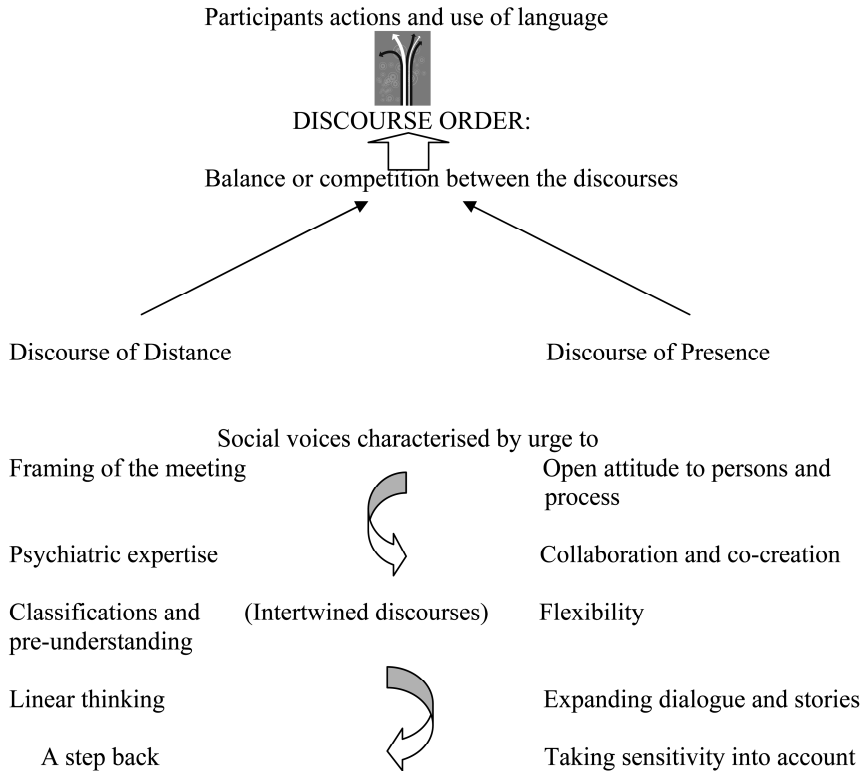 Participants actions and use of language
DISCOURSE ORDER:
Balance or competition between the discourses
Discourse of Distance
Discourse of Presence
Social voices characterised by urge to
Framing of the meeting
Open attitude to persons and
process
Psychiatric expertise
Collaboration and co-creation
Classifications and
pre-understanding
(Intertwined discourses)
Flexibility
Linear thinking
Expanding dialogue and stories
A step back
Taking sensitivity into account